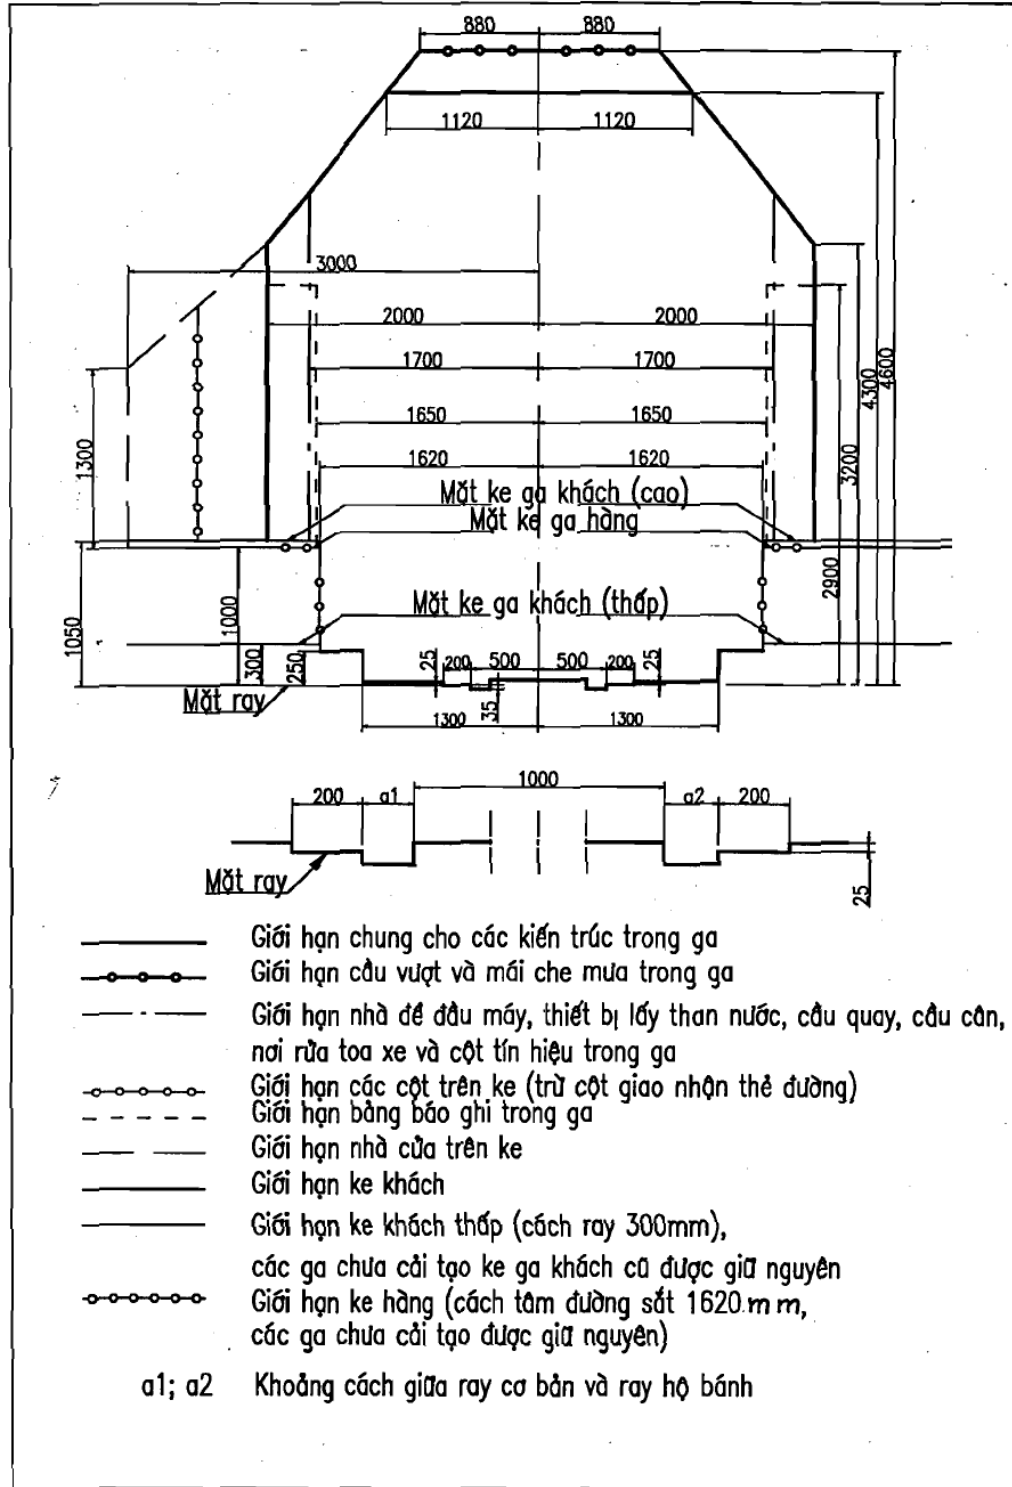 880 880
1120 1120
3000
2000 2000
1700 1700
1650 1650
1620 1620
4600
4300
3200
2900
1300
Mặt ke ga khách (cao)
Mặt ke ga hàng
Mặt ke ga khách (thấp)
1050
1000
300
250
25 200 500 500 200 25
35
Mặt ray
1300 1300
1000
200 a1 a2 200
Mặt ray
25
Giới hạn chung cho các kiến trúc trong ga
Giới hạn cầu vượt và mái che mưa trong ga
Giới hạn nhà để đầu máy, thiết bị lấy than nước, cầu quay, cầu cân,
nơi rửa toa xe và cột tín hiệu trong ga
Giới hạn các cột trên ke (trừ cột giao nhận thẻ đường)
Giới hạn bảng báo ghi trong ga
Giới hạn nhà cửa trên ke
Giới hạn ke khách
Giới hạn ke khách thấp (cách ray 300mm),
các ga chưa cải tạo ke ga khách cũ được giữ nguyên
Giới hạn ke hàng (cách tâm đường sắt 1620 mm,
các ga chưa cải tạo được giữ nguyên)
a1; a2 Khoảng cách giữa ray cơ bản và ray hộ bánh